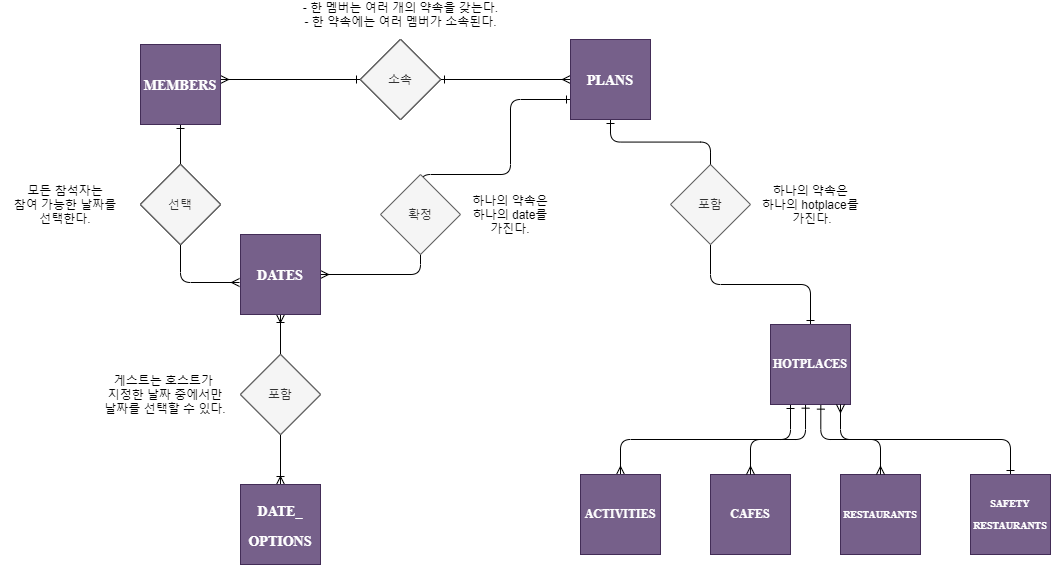 - 한 멤버는 여러 개의 약속을 갖는다.
- 한 약속에는 여러 멤버가 소속된다.
MEMBERS
소속
PLANS
모든 참석자는
참여 가능한 날짜를
선택한다.
선택
확정
하나의 약속은
하나의 date를
가진다.
포함
하나의 약속은
하나의 hotplace를
가진다.
DATES
게스트는 호스트가
지정한 날짜 중에서만
날짜를 선택할 수 있다.
포함
HOTPLACES
DATE_
OPTIONS
ACTIVITIES
CAFES
RESTAURANTS
SAFETY
RESTAURANTS